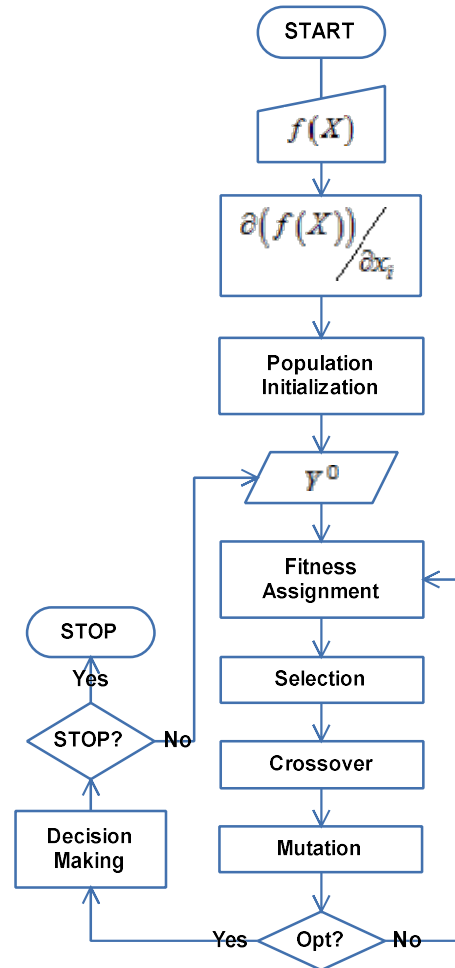 START
f(X)
∂(f(X))/∂xᵢ
Population
Initialization
Y⁰
Fitness
Assignment
STOP
Yes
Selection
STOP?
No
Crossover
Decision
Making
Mutation
Yes
Opt?
No